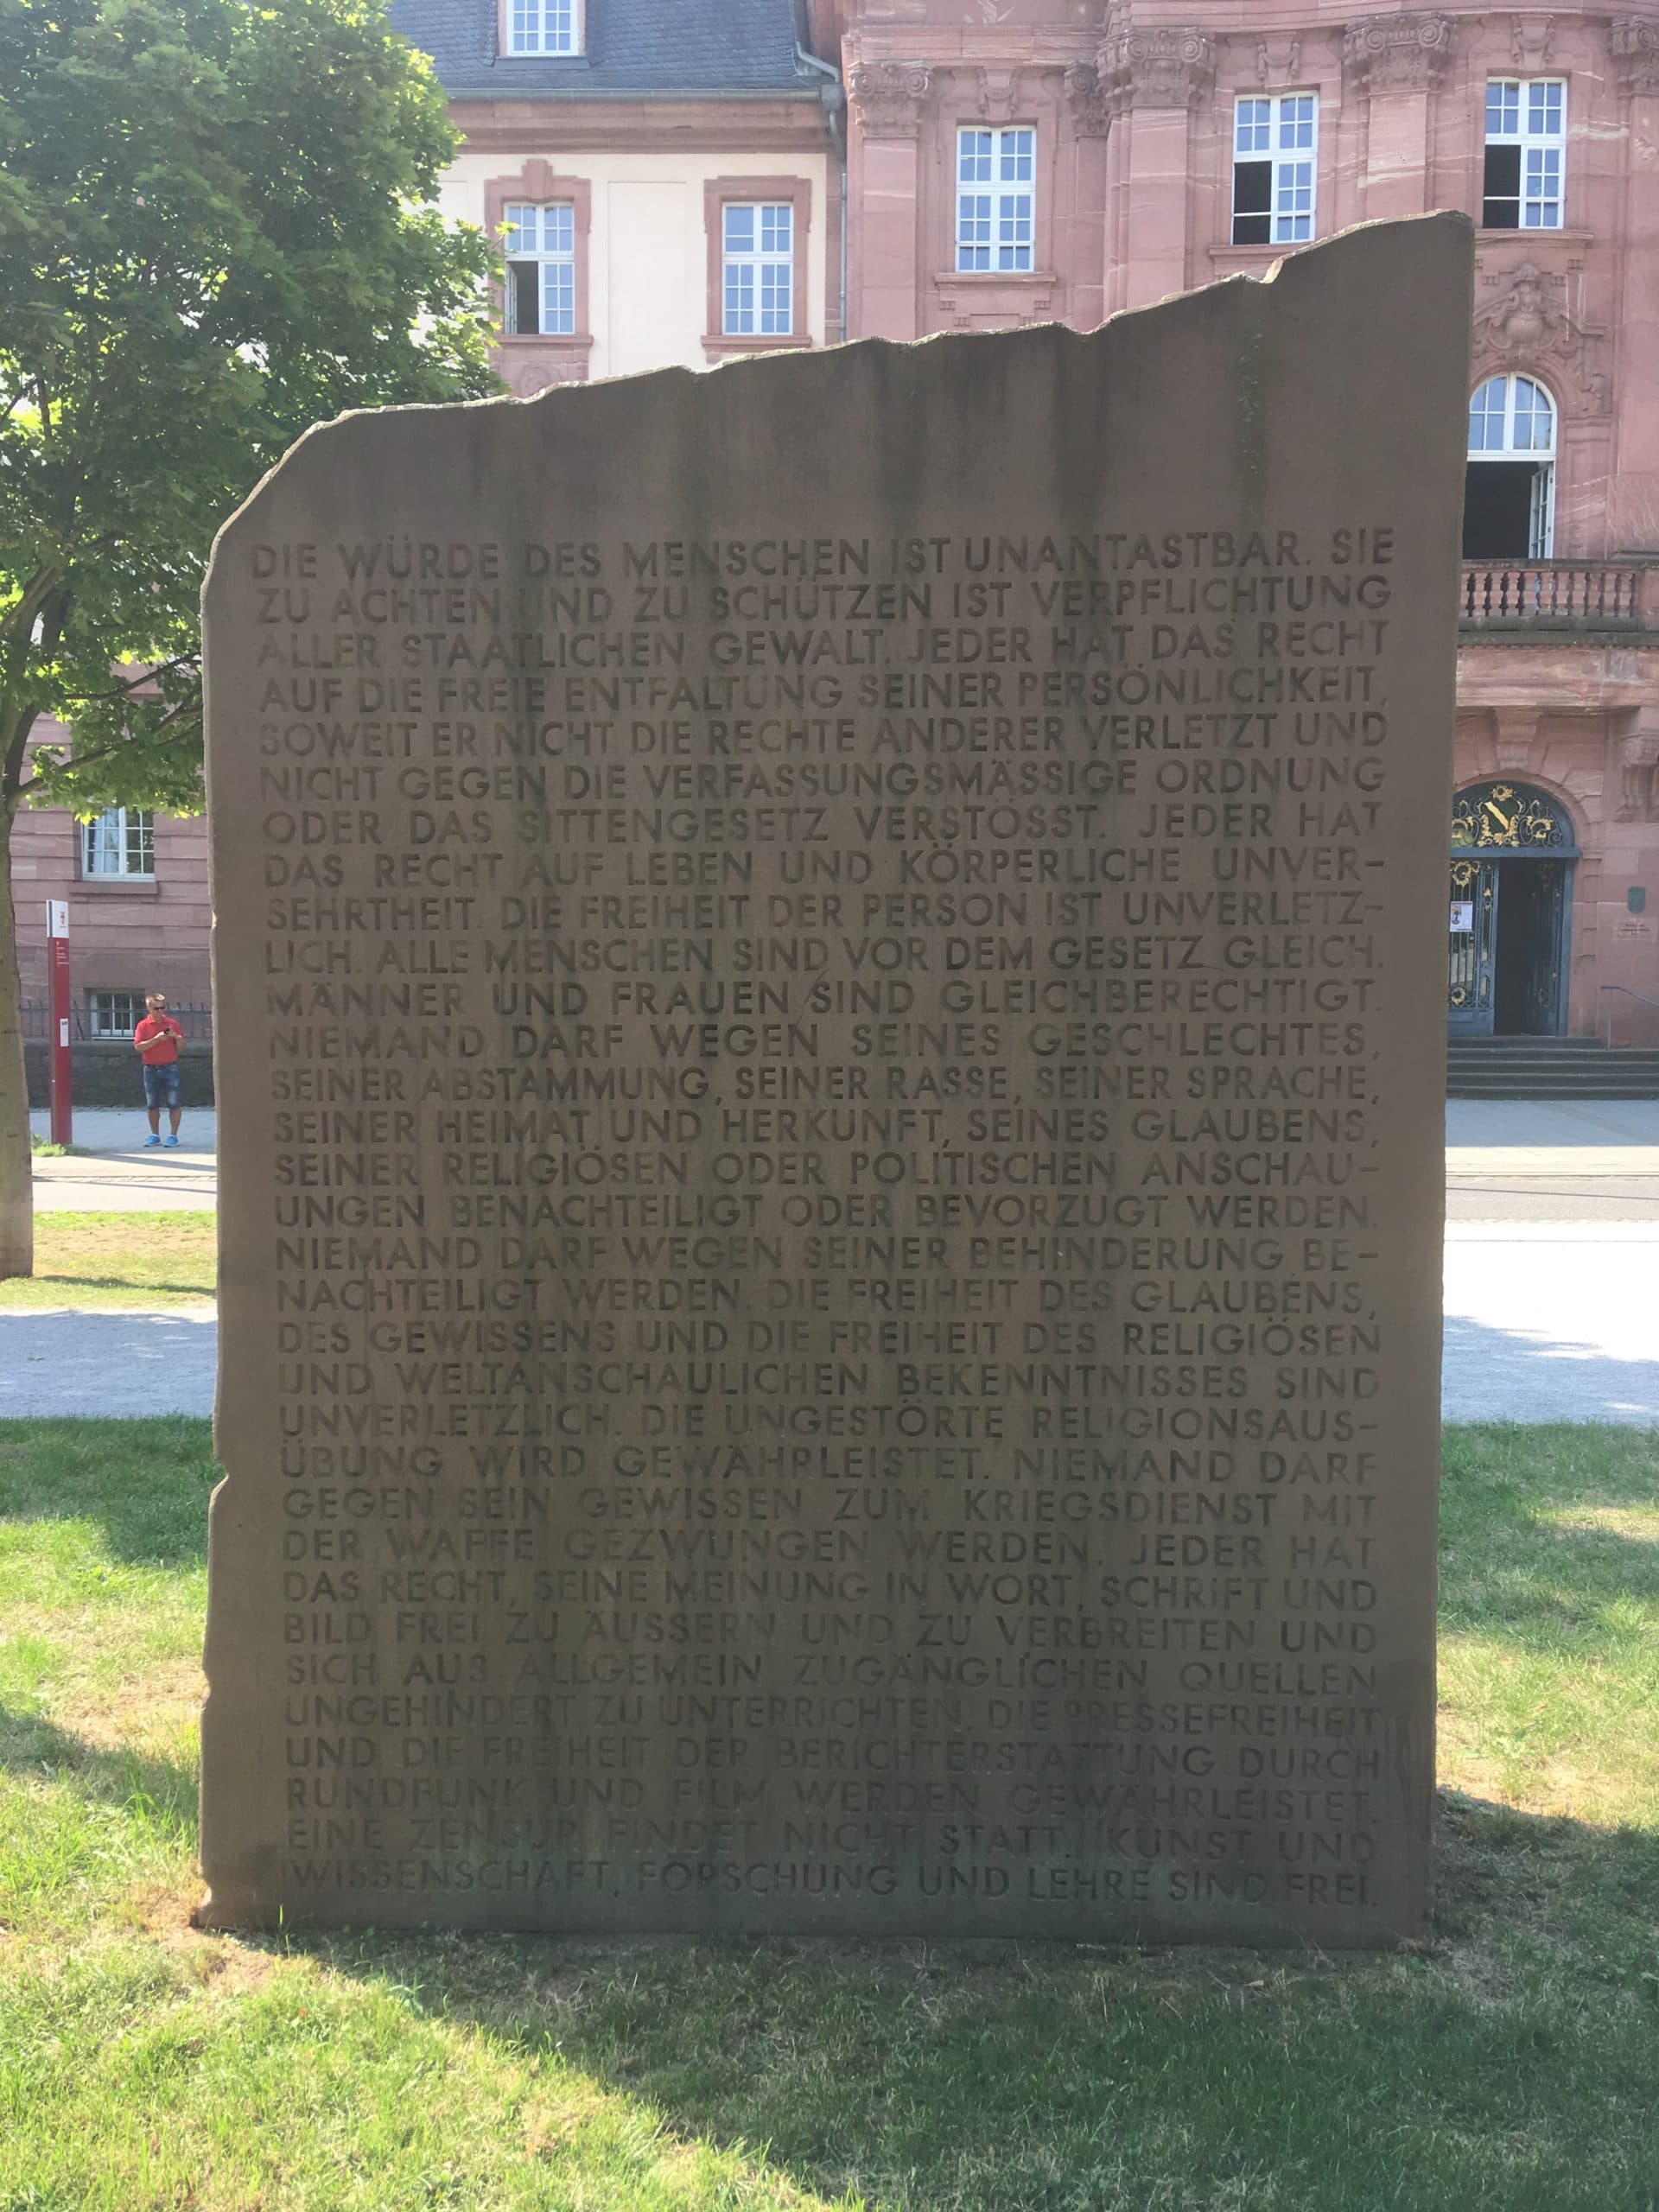 DIE WÜRDE DES MENSCHEN IST UNANTASTBAR. SIE
ZU ACHTEN UND ZU SCHÜTZEN IST VERPFLICHTUNG
ALLER STAATLICHEN GEWALT. JEDER HAT DAS RECHT
AUF DIE FREIE ENTFALTUNG SEINER PERSÖNLICHKEIT,
SOWEIT ER NICHT DIE RECHTE ANDERER VERLETZT UND
NICHT GEGEN DIE VERFASSUNGSMÄSSIGE ORDNUNG
ODER DAS SITTENGESETZ VERSTÖSST. JEDER HAT
DAS RECHT AUF LEBEN UND KÖRPERLICHE UNVER-
SEHRTHEIT. DIE FREIHEIT DER PERSON IST UNVERLETZ-
LICH. ALLE MENSCHEN SIND VOR DEM GESETZ GLEICH.
MÄNNER UND FRAUEN SIND GLEICHBERECHTIGT.
NIEMAND DARF WEGEN SEINES GESCHLECHTES,
SEINER ABSTAMMUNG, SEINER RASSE, SEINER SPRACHE,
SEINER HEIMAT UND HERKUNFT, SEINES GLAUBENS,
SEINER RELIGIÖSEN ODER POLITISCHEN ANSCHAU-
UNGEN BENACHTEILIGT ODER BEVORZUGT WERDEN.
NIEMAND DARF WEGEN SEINER BEHINDERUNG BE-
NACHTEILIGT WERDEN. DIE FREIHEIT DES GLAUBENS,
DES GEWISSENS UND DIE FREIHEIT DES RELIGIÖSEN
UND WELTANSCHAULICHEN BEKENNTNISSES SIND
UNVERLETZLICH. DIE UNGESTÖRTE RELIGIONSAUS-
ÜBUNG WIRD GEWÄHRLEISTET. NIEMAND DARF
GEGEN SEIN GEWISSEN ZUM KRIEGSDIENST MIT
DER WAFFE GEZWUNGEN WERDEN. JEDER HAT
DAS RECHT, SEINE MEINUNG IN WORT, SCHRIFT UND
BILD FREI ZU ÄUSSERN UND ZU VERBREITEN UND
SICH AUS ALLGEMEIN ZUGÄNGLICHEN QUELLEN
UNGEHINDERT ZU UNTERRICHTEN. DIE PRESSEFREIHEIT
UND DIE FREIHEIT DER BERICHTERSTATTUNG DURCH
RUNDFUNK UND FILM WERDEN GEWÄHRLEISTET.
EINE ZENSUR FINDET NICHT STATT. KUNST UND
WISSENSCHAFT, FORSCHUNG UND LEHRE SIND FREI.